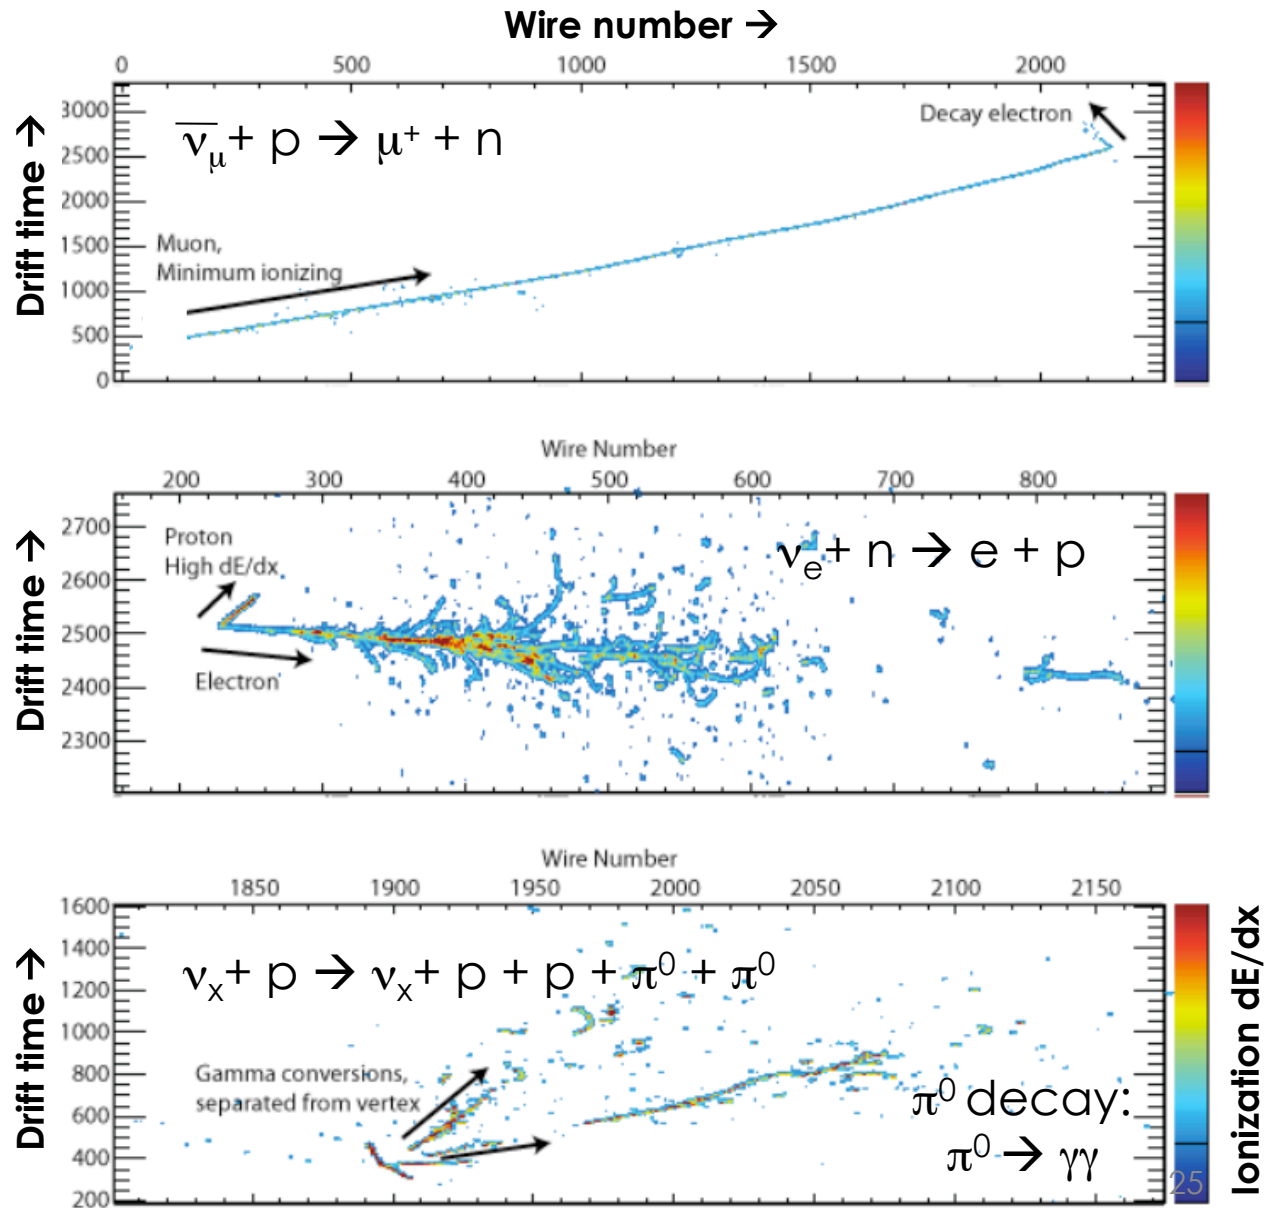 Wire number →
0 500 1000 1500 2000
Drift time →
3000
2500
2000
1500
1000
500
0
ν̅μ + p → μ⁺ + n
Decay electron
Muon,
Minimum ionizing
Wire Number
200 300 400 500 600 700 800
Drift time →
2700
2600
2500
2400
2300
Proton
High dE/dx
νe + n → e + p
Electron
Wire Number
1850 1900 1950 2000 2050 2100 2150
Drift time →
1600
1400
1200
1000
800
600
400
200
νx + p → νx + p + p + π⁰ + π⁰
Gamma conversions,
separated from vertex
π⁰ decay:
π⁰ → γγ
25
Ionization dE/dx